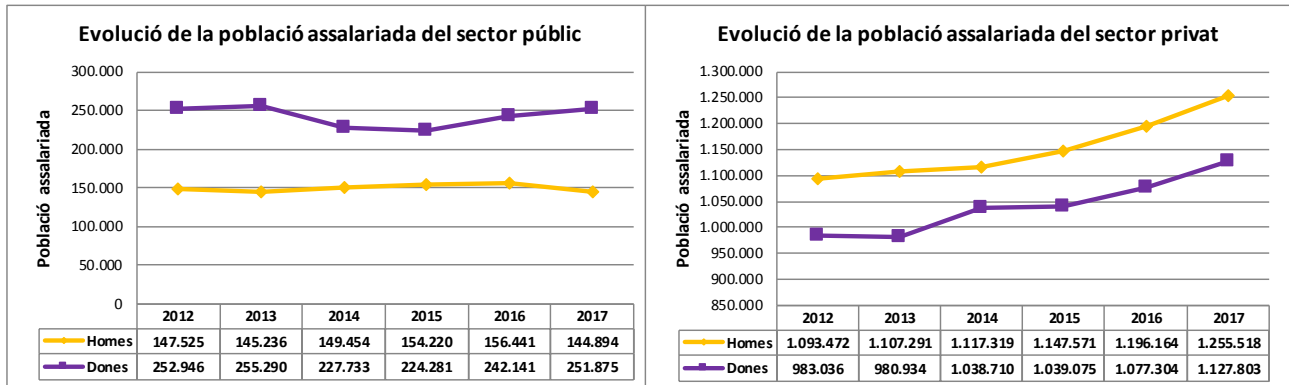 Evolució de la població assalariada del sector públic
Població assalariada
300.000
250.000
200.000
150.000
100.000
50.000
0
2012 2013 2014 2015 2016 2017
Homes 147.525 145.236 149.454 154.220 156.441 144.894
Dones 252.946 255.290 227.733 224.281 242.141 251.875
Evolució de la població assalariada del sector privat
Població assalariada
1.300.000
1.250.000
1.200.000
1.150.000
1.100.000
1.050.000
1.000.000
950.000
900.000
850.000
2012 2013 2014 2015 2016 2017
Homes 1.093.472 1.107.291 1.117.319 1.147.571 1.196.164 1.255.518
Dones 983.036 980.934 1.038.710 1.039.075 1.077.304 1.127.803